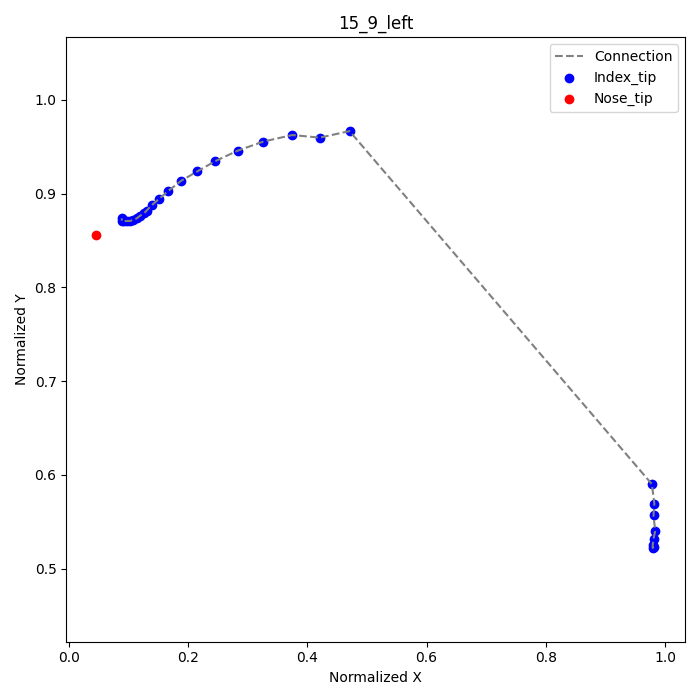 15_9_left
Connection
Index_tip
Nose_tip
1.0
0.9
0.8
0.7
0.6
0.5
Normalized Y
0.0 0.2 0.4 0.6 0.8 1.0
Normalized X